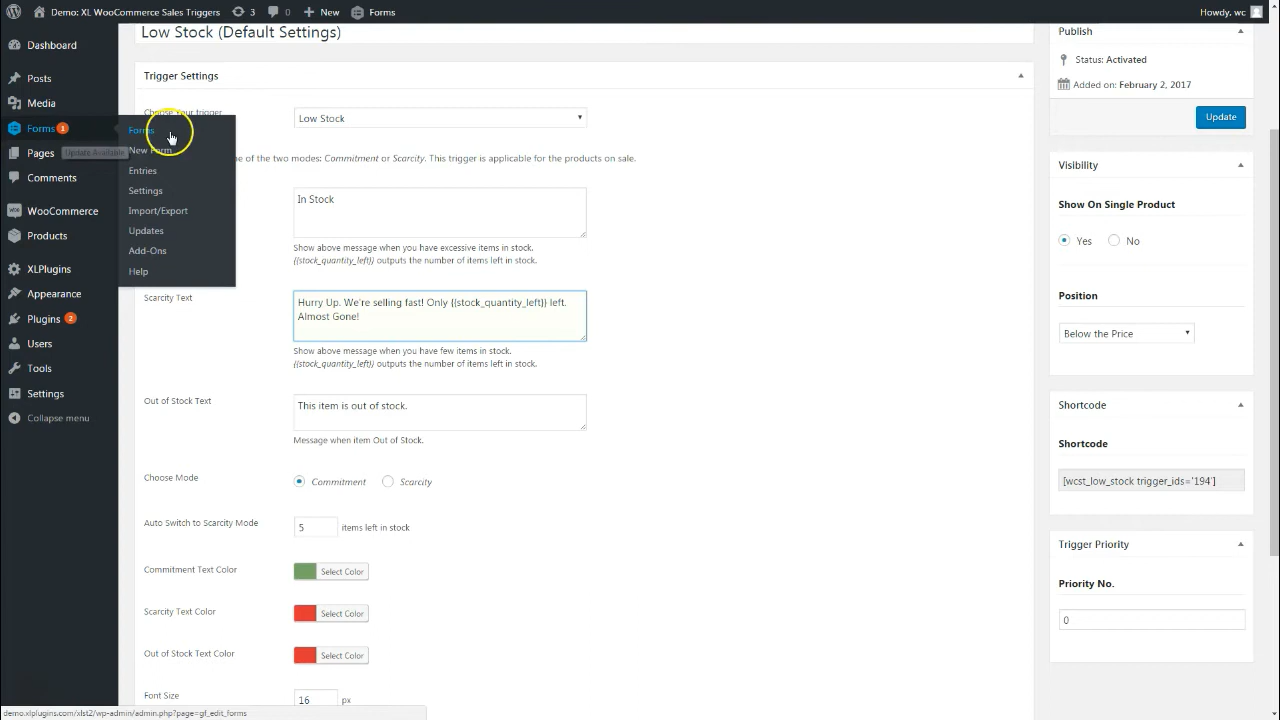 Demo: XL WooCommerce Sales Triggers
3
0
New
Forms
Howdy, wc
Dashboard
Posts
Media
Forms 1
Pages
Update Available
Comments
WooCommerce
Products
XLPlugins
Appearance
Plugins 2
Users
Tools
Settings
Collapse menu
Forms
New Form
Entries
Settings
Import/Export
Updates
Add-Ons
Help
Low Stock (Default Settings)
Trigger Settings
Choose Your trigger
Low Stock
ne of the two modes: Commitment or Scarcity. This trigger is applicable for the products on sale.
In Stock
Show above message when you have excessive items in stock.
{{stock_quantity_left}} outputs the number of items left in stock.
Scarcity Text
Hurry Up. We're selling fast! Only {{stock_quantity_left}} left.
Almost Gone!
Show above message when you have few items in stock.
{{stock_quantity_left}} outputs the number of items left in stock.
Out of Stock Text
This item is out of stock.
Message when item Out of Stock.
Choose Mode
Commitment
Scarcity
Auto Switch to Scarcity Mode
5
items left in stock
Commitment Text Color
Select Color
Scarcity Text Color
Select Color
Out of Stock Text Color
Select Color
Font Size
16
px
Publish
Status: Activated
Added on: February 2, 2017
Update
Visibility
Show On Single Product
Yes
No
Position
Below the Price
Shortcode
Shortcode
[wcst_low_stock trigger_ids='194']
Trigger Priority
Priority No.
0
demo.xlplugins.com/xlst2/wp-admin/admin.php?page=gf_edit_forms